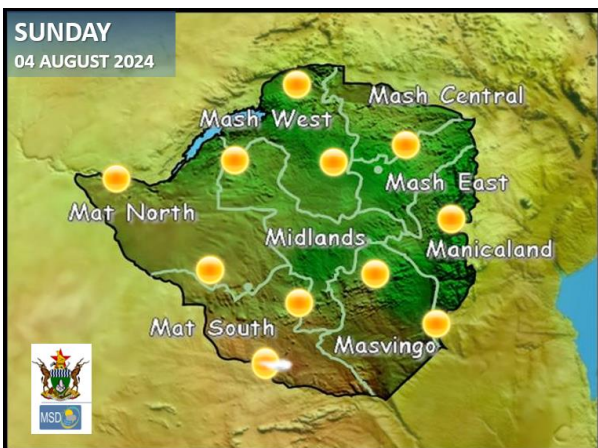 SUNDAY
04 AUGUST 2024
Mash Central
Mash West
Mash East
Mat North
Midlands
Manicaland
Mat South
Masvingo
MSD